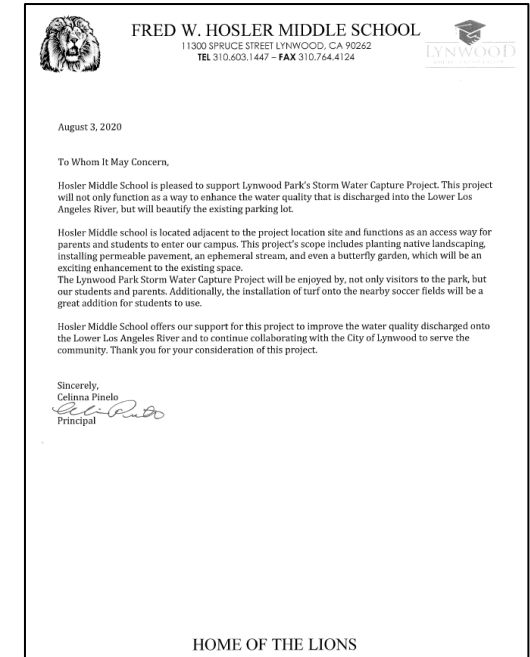 FRED W. HOSLER MIDDLE SCHOOL
11300 SPRUCE STREET LYNWOOD, CA 90262
TEL 310.603.1447 – FAX 310.764.4124
LYNWOOD
August 3, 2020
To Whom It May Concern,
Hosler Middle School is pleased to support Lynwood Park's Storm Water Capture Project. This project
will not only function as a way to enhance the water quality that is discharged into the Lower Los
Angeles River, but will beautify the existing parking lot.
Hosler Middle school is located adjacent to the project location site and functions as an access way for
parents and students to enter our campus. This project's scope includes planting native landscaping,
installing permeable pavement, an ephemeral stream, and even a butterfly garden, which will be an
exciting enhancement to the existing space.
The Lynwood Park Storm Water Capture Project will be enjoyed by, not only visitors to the park, but
our students and parents. Additionally, the installation of turf onto the nearby soccer fields will be a
great addition for students to use.
Hosler Middle School offers our support for this project to improve the water quality discharged onto
the Lower Los Angeles River and to continue collaborating with the City of Lynwood to serve the
community. Thank you for your consideration of this project.
Sincerely,
Celinna Pinelo
Principal
HOME OF THE LIONS